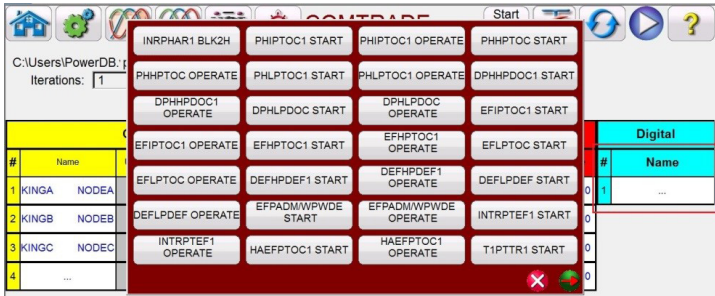 COMTRADE
Start
INRPHAR1 BLK2H
PHIPTOC1 START
PHIPTOC1 OPERATE
PHHPTOC START
C:\Users\PowerDB.
Iterations: 1
PHHPTOC OPERATE
PHLPTOC1 START
PHLPTOC1 OPERATE
DPHHPDOC1 START
DPHHPDOC1
OPERATE
DPHLPDOC START
DPHLPDOC
OPERATE
EFIPTOC1 START
EFIPTOC1 OPERATE
EFHPTOC1 START
EFHPTOC1
OPERATE
EFLPTOC START
Digital
# Name
# Name
EFLPTOC OPERATE
DEFHPDEF1 START
DEFHPDEF1
OPERATE
DEFLPDEF START
1 KINGA NODEA
0
1 ...
DEFLPDEF OPERATE
EFPADM/WPWDE
START
EFPADM/WPWDE
OPERATE
INTRPTEF1 START
2 KINGB NODEB
0
INTRPTEF1
OPERATE
HAEFPTOC1 START
HAEFPTOC1
OPERATE
T1PTTR1 START
3 KINGC NODEC
0
4 ...
0